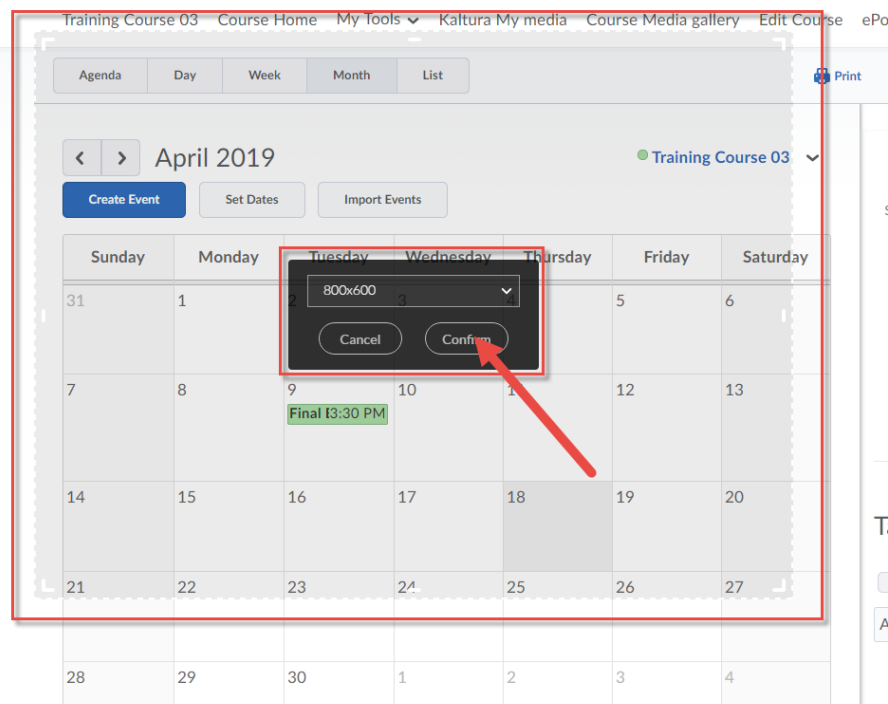 Training Course 03 Course Home My Tools Kaltura My media Course Media gallery Edit Course ePo
Agenda Day Week Month List Print
April 2019 Training Course 03
Create Event Set Dates Import Events
Sunday Monday Tuesday Wednesday Thursday Friday Saturday
800x600
31 1 2 3 4 5 6
Cancel Confirm
7 8 9 10 11 12 13
Final 3:30 PM
14 15 16 17 18 19 20
21 22 23 24 25 26 27
28 29 30 1 2 3 4